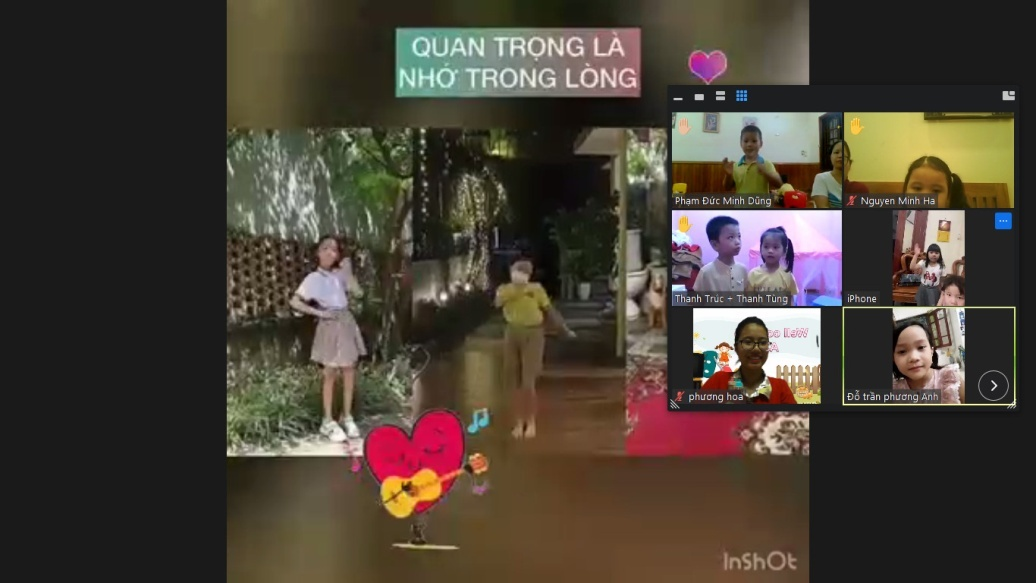 QUAN TRỌNG LÀ
NHỚ TRONG LÒNG
Phạm Đức Minh Dũng
Nguyen Minh Ha
Thanh Trúc + Thanh Tùng
iPhone
phương hoa
Đỗ trần phương Anh
InShOt